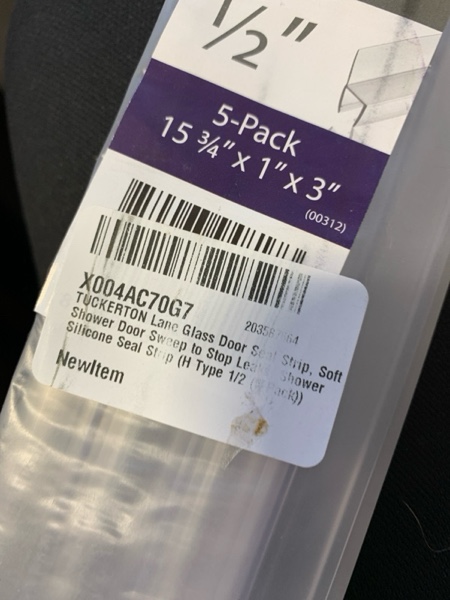 1/2"
5-Pack
15 ¾" x 1" x 3"
(00312)
X004AC70G7
TUCKERTON Lane Glass Door Seal Strip, Soft
Shower Door Sweep to Stop Shower
Silicone Seal Strip (H Type 1/2
NewItem